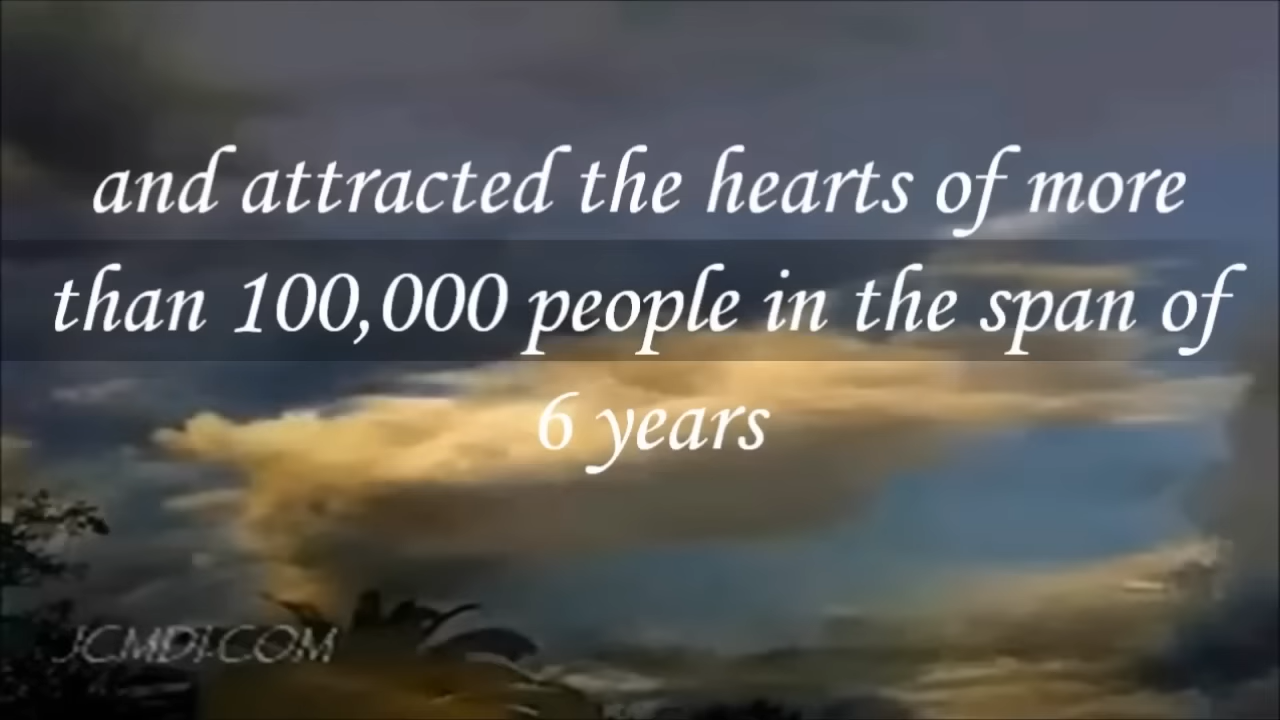 and attracted the hearts of more
than 100,000 people in the span of
6 years
JCMDI.COM